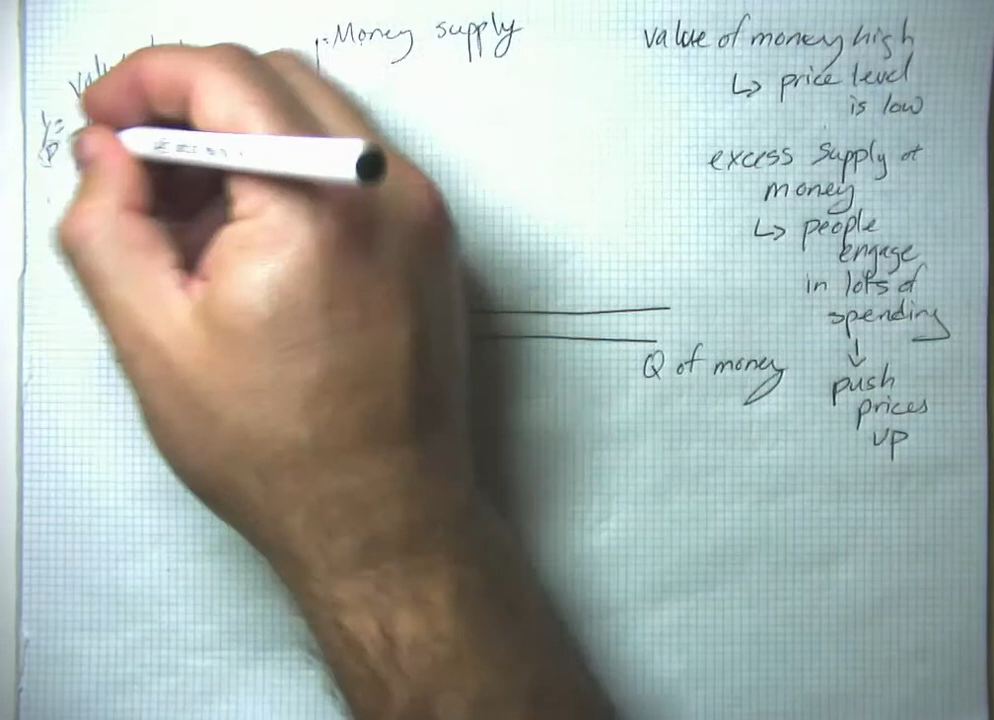 Money supply
value of money high
↳ price level
is low
excess supply of
money
↳ people
engage
in lots of
spending
↓
push
prices
up
Q of money